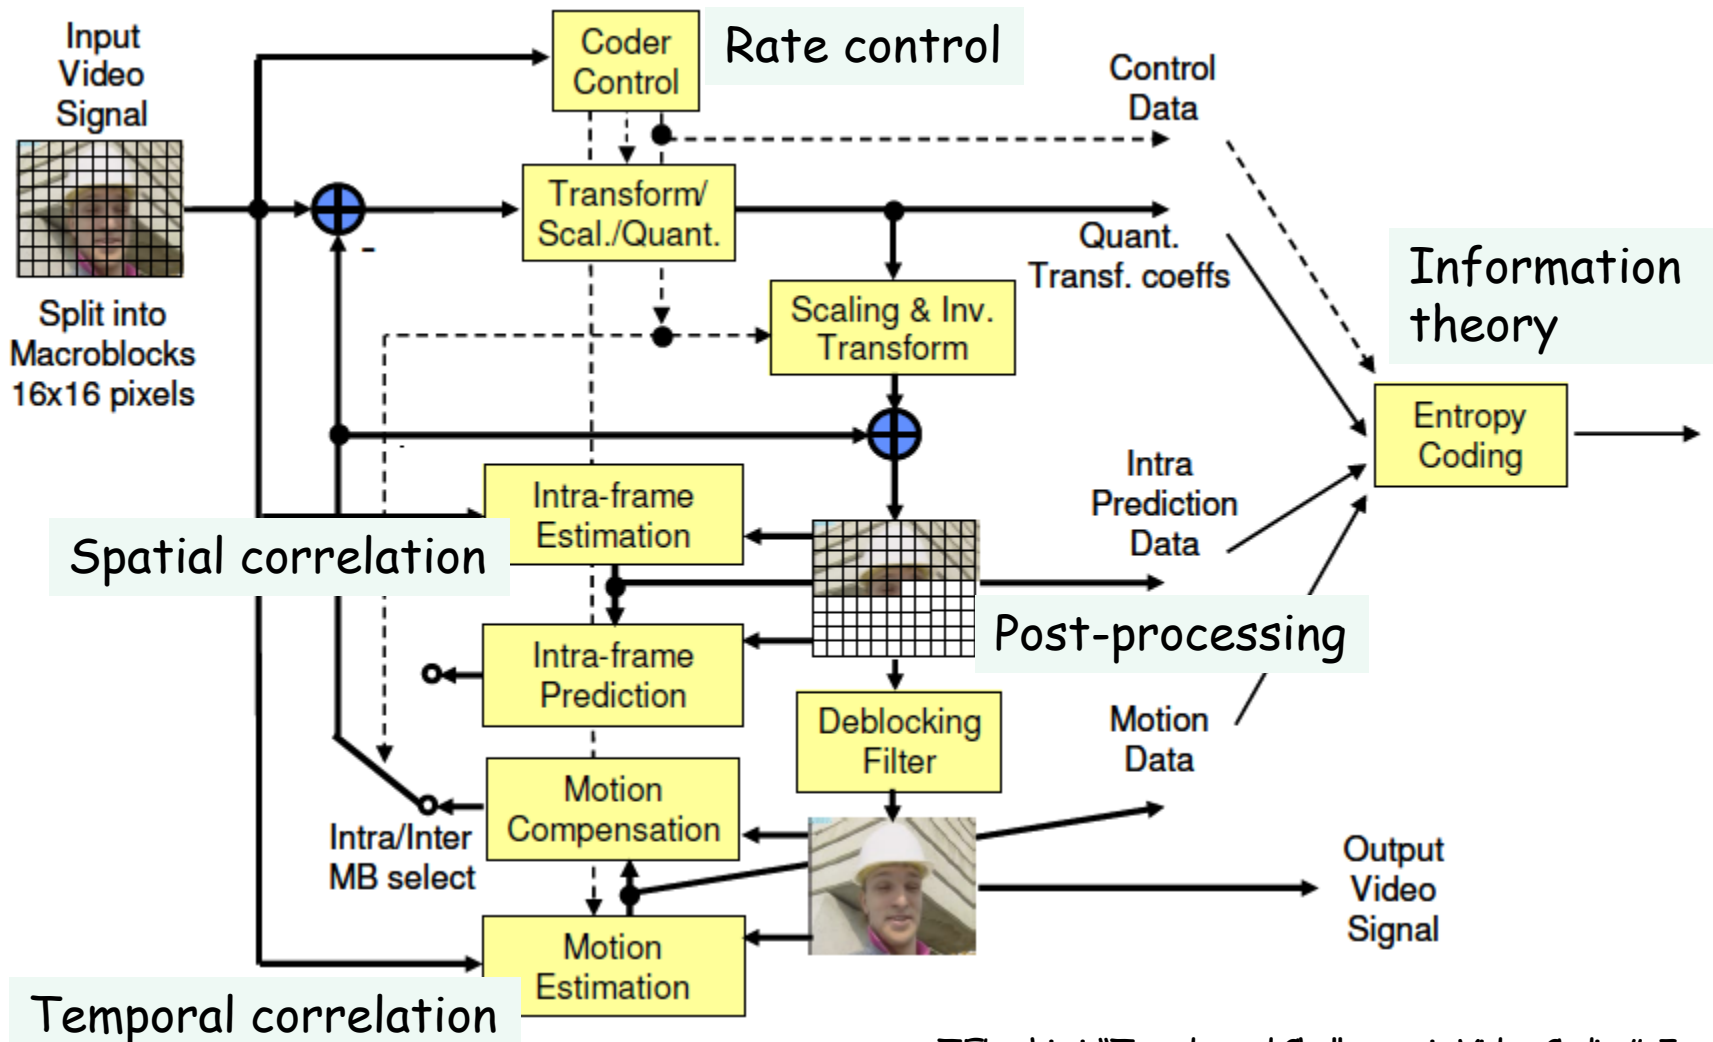 Input
Video
Signal
Coder
Control
Rate control
Control
Data
Transform/
Scal./Quant.
-
Quant.
Transf. coeffs
Split into
Macroblocks
16x16 pixels
Scaling & Inv.
Transform
Information
theory
Entropy
Coding
Intra-frame
Estimation
Spatial correlation
Intra
Prediction
Data
Intra-frame
Prediction
Post-processing
Deblocking
Filter
Motion
Data
Motion
Compensation
Intra/Inter
MB select
Output
Video
Signal
Motion
Estimation
Temporal correlation